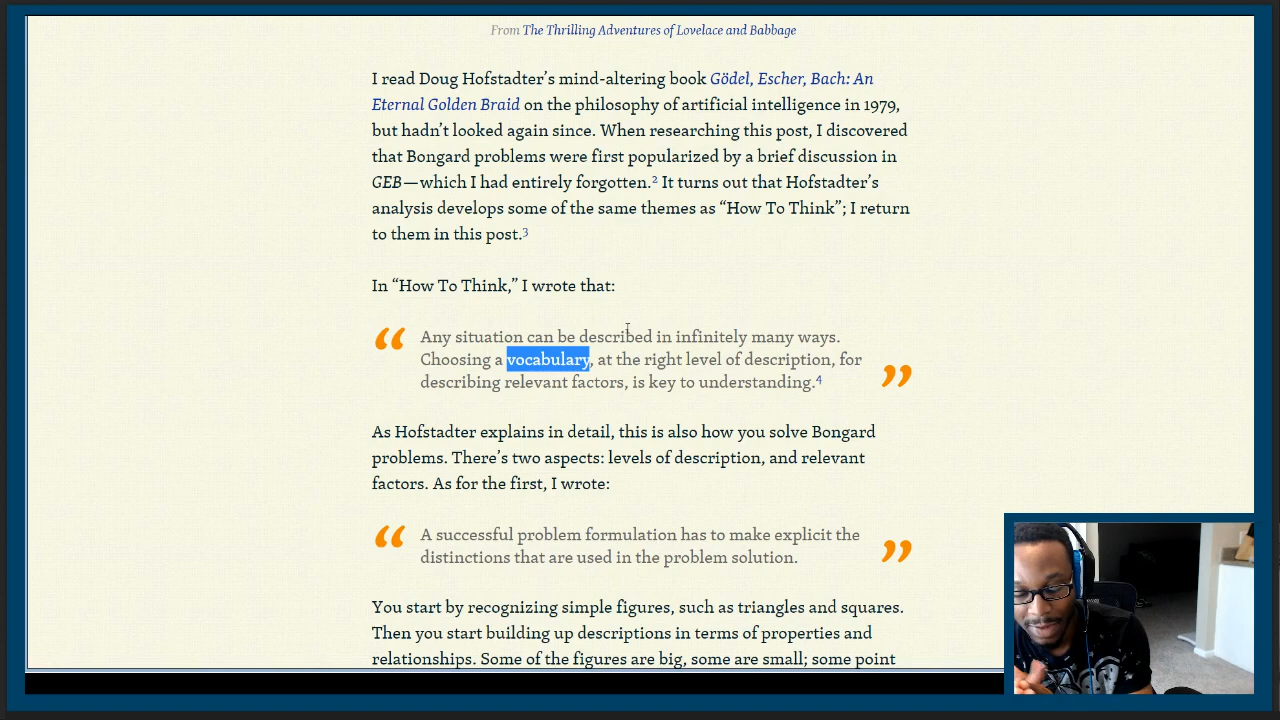 From The Thrilling Adventures of Lovelace and Babbage
I read Doug Hofstadter’s mind-altering book Gödel, Escher, Bach: An
Eternal Golden Braid on the philosophy of artificial intelligence in 1979,
but hadn’t looked again since. When researching this post, I discovered
that Bongard problems were first popularized by a brief discussion in
GEB—which I had entirely forgotten.2 It turns out that Hofstadter’s
analysis develops some of the same themes as “How To Think”; I return
to them in this post.3
In “How To Think,” I wrote that:
“ Any situation can be described in infinitely many ways.
Choosing a vocabulary, at the right level of description, for
describing relevant factors, is key to understanding.4 ”
As Hofstadter explains in detail, this is also how you solve Bongard
problems. There’s two aspects: levels of description, and relevant
factors. As for the first, I wrote:
“ A successful problem formulation has to make explicit the
distinctions that are used in the problem solution. ”
You start by recognizing simple figures, such as triangles and squares.
Then you start building up descriptions in terms of properties and
relationships. Some of the figures are big, some are small; some point